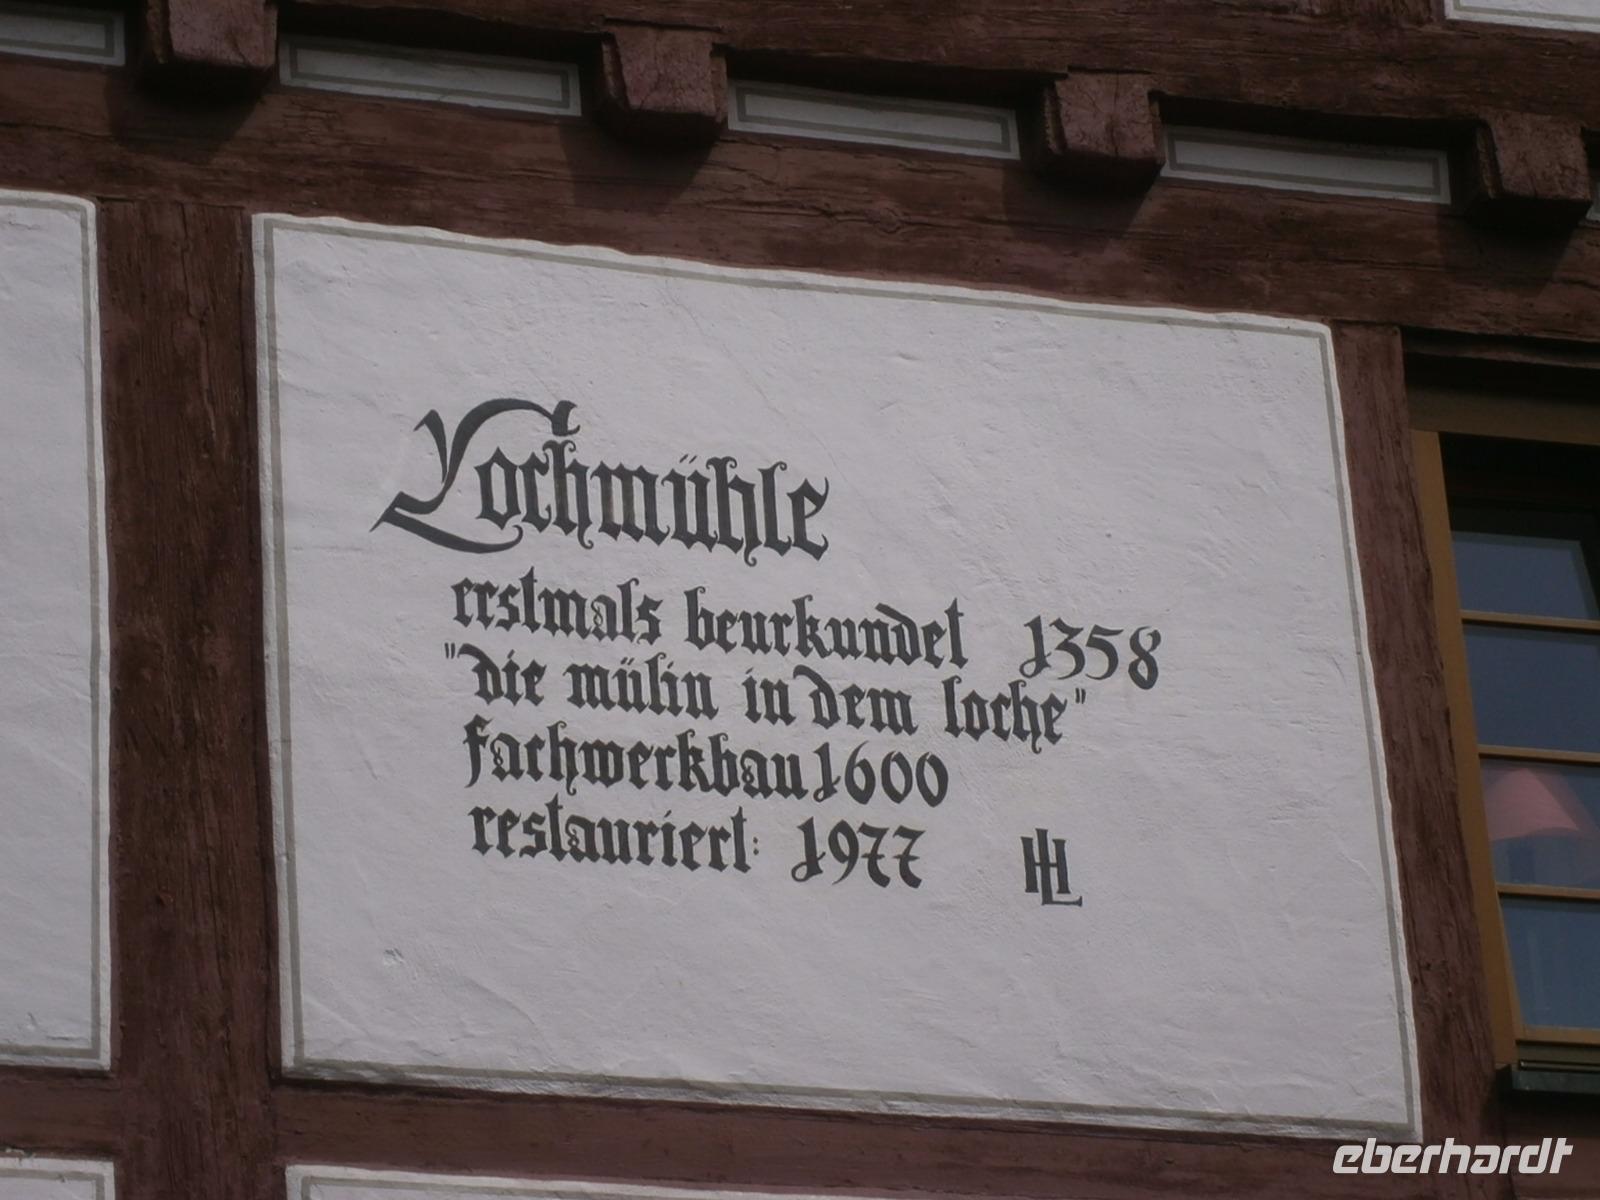 Lochmühle
erstmals beurkundet 1358
"die mülin in dem loche"
fachwerkbau 1600
restauriert: 1977 HL
eberhardt